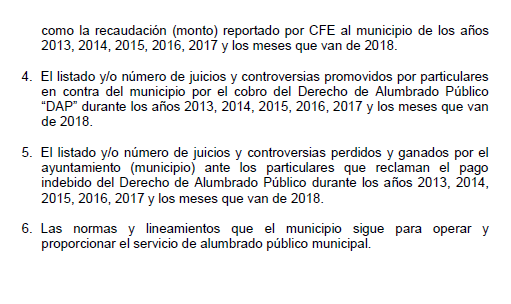 como la recaudación (monto) reportado por CFE al municipio de los años
2013, 2014, 2015, 2016, 2017 y los meses que van de 2018.
4. El listado y/o número de juicios y controversias promovidos por particulares
en contra del municipio por el cobro del Derecho de Alumbrado Público
“DAP” durante los años 2013, 2014, 2015, 2016, 2017 y los meses que van
de 2018.
5. El listado y/o número de juicios y controversias perdidos y ganados por el
ayuntamiento (municipio) ante los particulares que reclaman el pago
indebido del Derecho de Alumbrado Público durante los años 2013, 2014,
2015, 2016, 2017 y los meses que van de 2018.
6. Las normas y lineamientos que el municipio sigue para operar y
proporcionar el servicio de alumbrado público municipal.